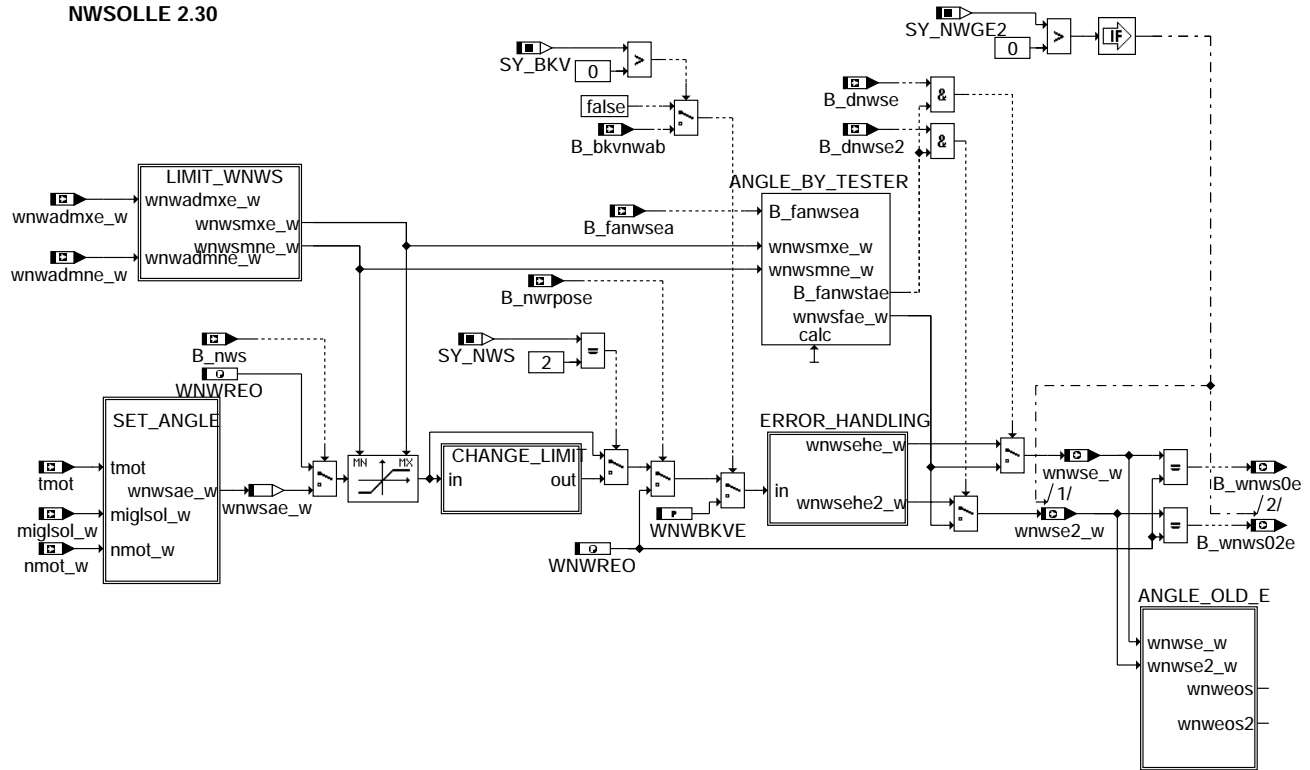 NWSOLLE 2.30
SY_NWGE2
0
>
IF
SY_BKV
0
>
false
B_bkvnwab
B_dnwse
&
B_dnwse2
&
LIMIT_WNWS
wnwadmxe_w
wnwadmxe_w
wnwsmxe_w
wnwsmne_w
wnwadmne_w
wnwadmne_w
ANGLE_BY_TESTER
B_fanwsea
B_fanwsea
wnwsmxe_w
wnwsmne_w
B_fanwstae
wnwsfae_w
calc
B_nwrpose
SY_NWS
2
=
B_nws
WNWREO
SET_ANGLE
tmot
tmot
wnwsae_w
wnwsae_w
miglsol_w
miglsol_w
nmot_w
nmot_w
MN
MX
CHANGE_LIMIT
in
out
P
WNWBKVE
WNWREO
ERROR_HANDLING
wnwsehe_w
in
wnwsehe2_w
wnwse_w
/1/
wnwse2_w
=
B_wnws0e
/2/
=
B_wnws02e
ANGLE_OLD_E
wnwse_w
wnwse2_w
wnweos
wnweos2